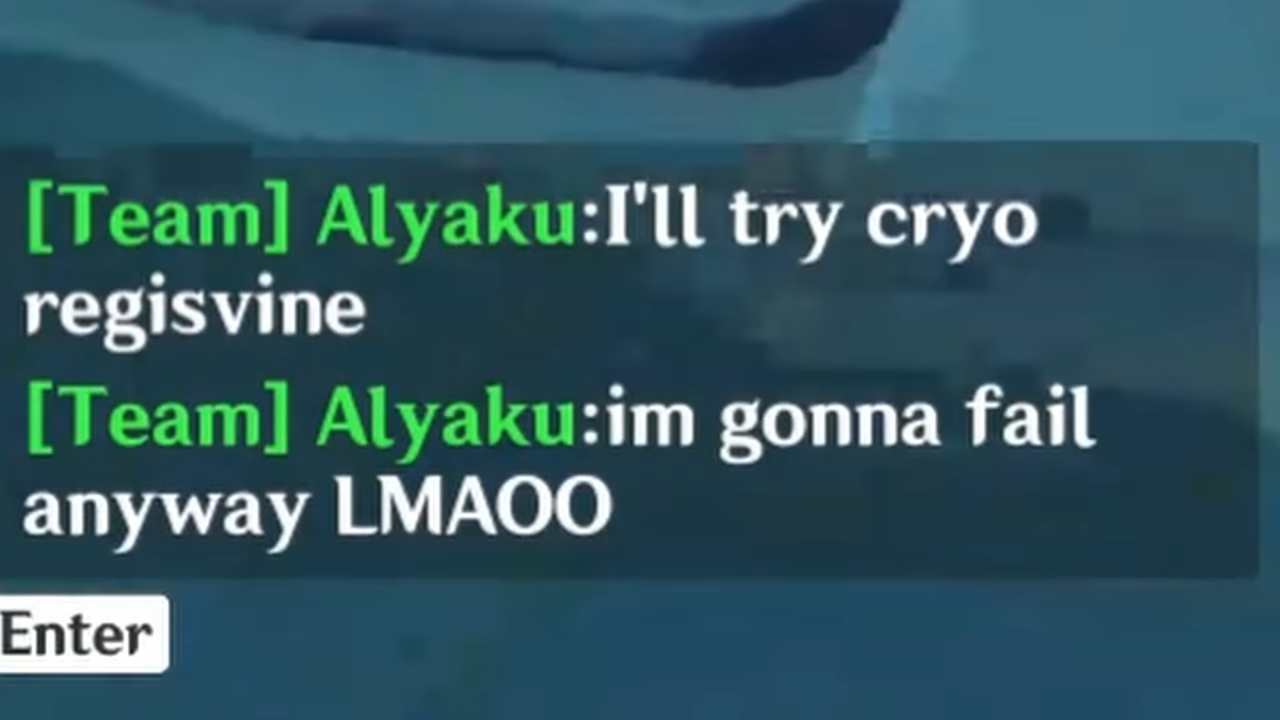 [Team] Alyaku:I'll try cryo
regisvine
[Team] Alyaku:im gonna fail
anyway LMAOO
Enter